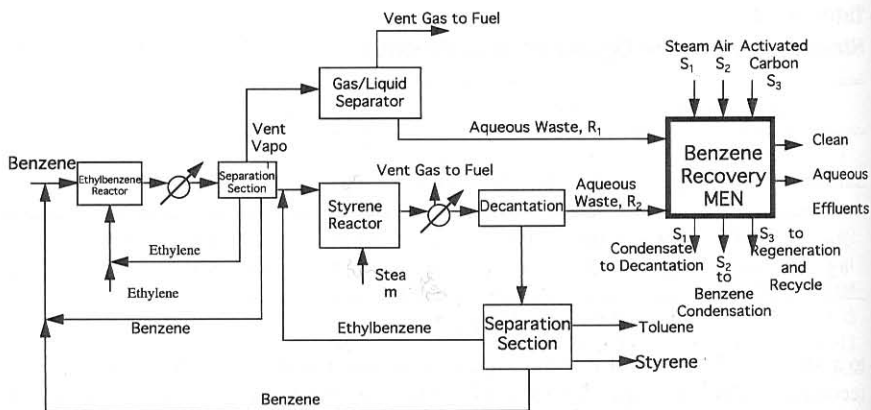 Vent Gas to Fuel
Gas/Liquid
Separator
Steam Air Activated
Carbon
S1 S2 S3
Vent
Vapo
Aqueous Waste, R1
Clean
Aqueous
Effluents
Benzene
Recovery
MEN
Benzene
Ethylbenzene
Reactor
Separation
Section
Vent Gas to Fuel
Styrene
Reactor
Decantation
Aqueous
Waste, R2
Ethylene
Ethylene
Stea
m
S1
Condensate
to Decantation
S2
to
Benzene
Condensation
S3 to
Regeneration
and
Recycle
Benzene
Ethylbenzene
Separation
Section
Toluene
Styrene
Benzene